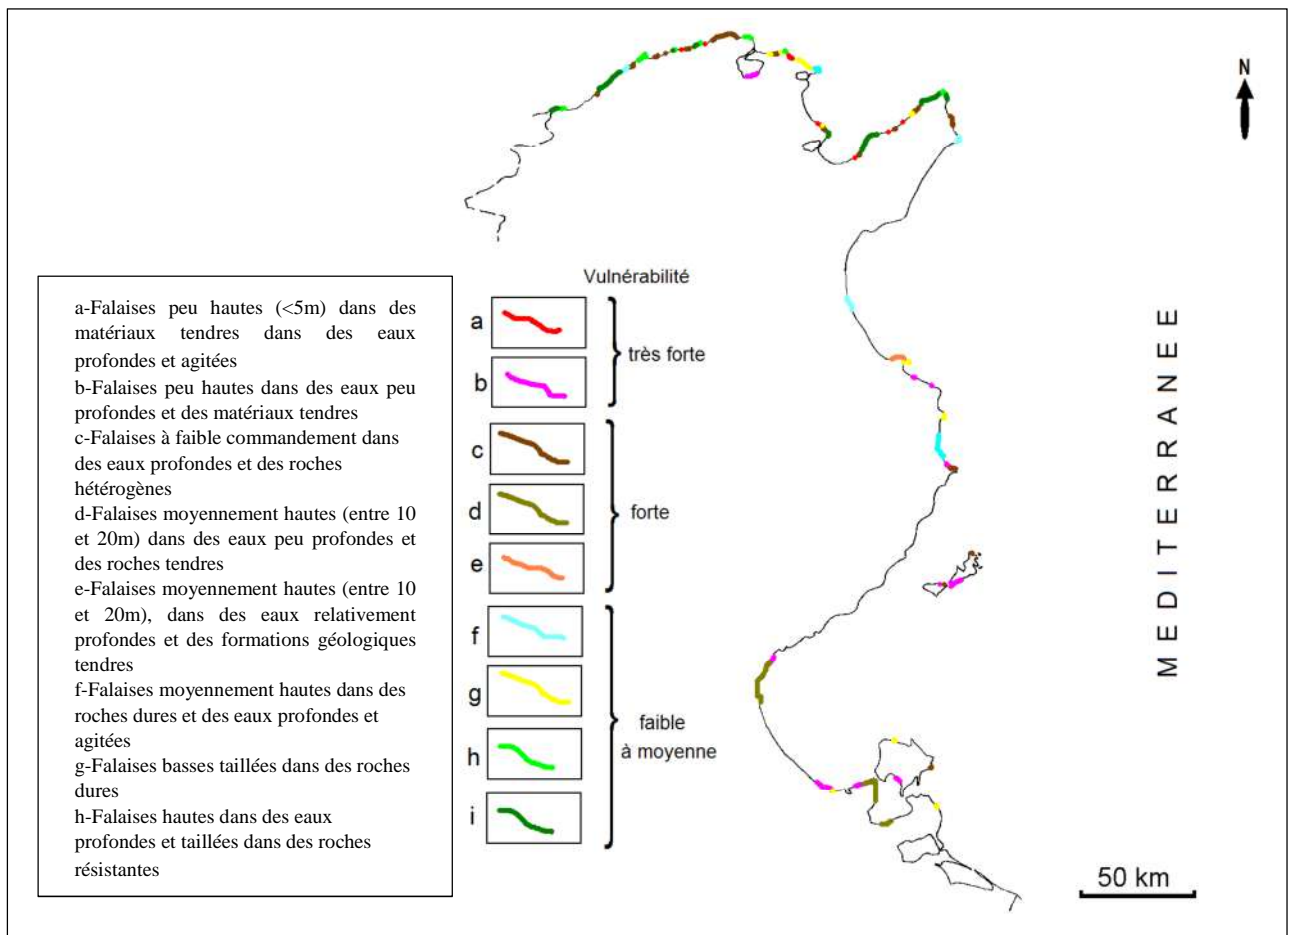 N
Vulnérabilité
a-Falaises peu hautes (<5m) dans des
matériaux tendres dans des eaux
profondes et agitées
b-Falaises peu hautes dans des eaux peu
profondes et des matériaux tendres
c-Falaises à faible commandement dans
des eaux profondes et des roches
hétérogènes
d-Falaises moyennement hautes (entre 10
et 20m) dans des eaux peu profondes et
des roches tendres
e-Falaises moyennement hautes (entre 10
et 20m), dans des eaux relativement
profondes et des formations géologiques
tendres
f-Falaises moyennement hautes dans des
roches dures et des eaux profondes et
agitées
g-Falaises basses taillées dans des roches
dures
h-Falaises hautes dans des eaux
profondes et taillées dans des roches
résistantes
a
b
très forte
c
d
e
forte
f
g
h
i
faible
à moyenne
MEDITERRANEE
50 km